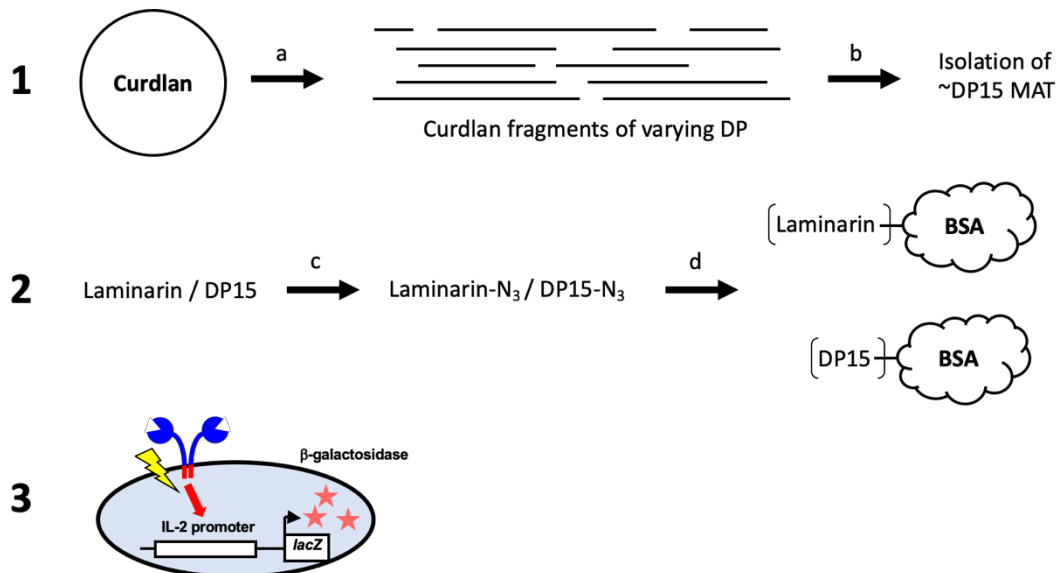 1
Curdlan
a
Curdlan fragments of varying DP
b
Isolation of
~DP15 MAT
2
Laminarin / DP15
c
Laminarin-N₃ / DP15-N₃
d
Laminarin
BSA
DP15
BSA
3
β-galactosidase
IL-2 promoter
lacZ